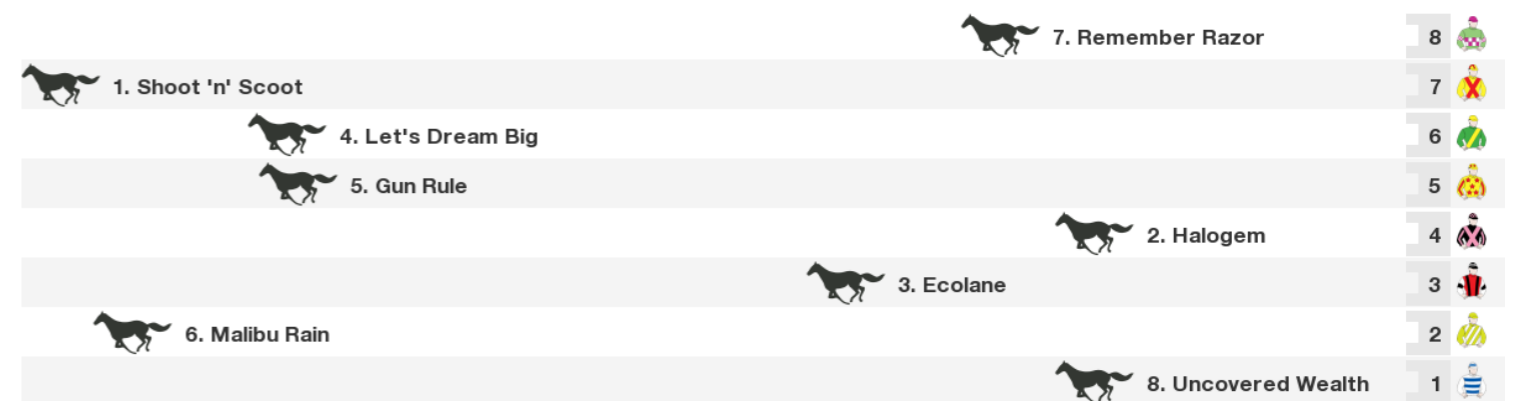 7. Remember Razor 8
1. Shoot 'n' Scoot 7
4. Let's Dream Big 6
5. Gun Rule 5
2. Halogem 4
3. Ecolane 3
6. Malibu Rain 2
8. Uncovered Wealth 1